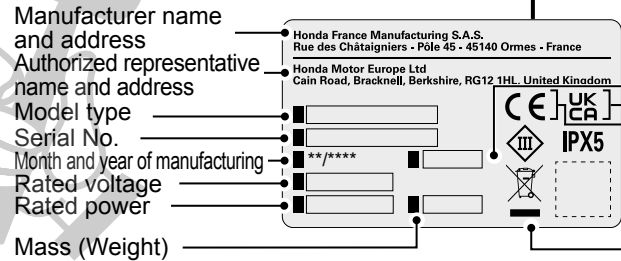 Manufacturer name
and address
Authorized representative
name and address
Model type
Serial No.
Month and year of manufacturing
Rated voltage
Rated power
Mass (Weight)
Honda France Manufacturing S.A.S.
Rue des Châtaigniers - Pôle 45 - 45140 Ormes - France
Honda Motor Europe Ltd
Cain Road, Bracknell, Berkshire, RG12 1HL, United Kingdom
CE
UK
CA
III
IPX5
**/****